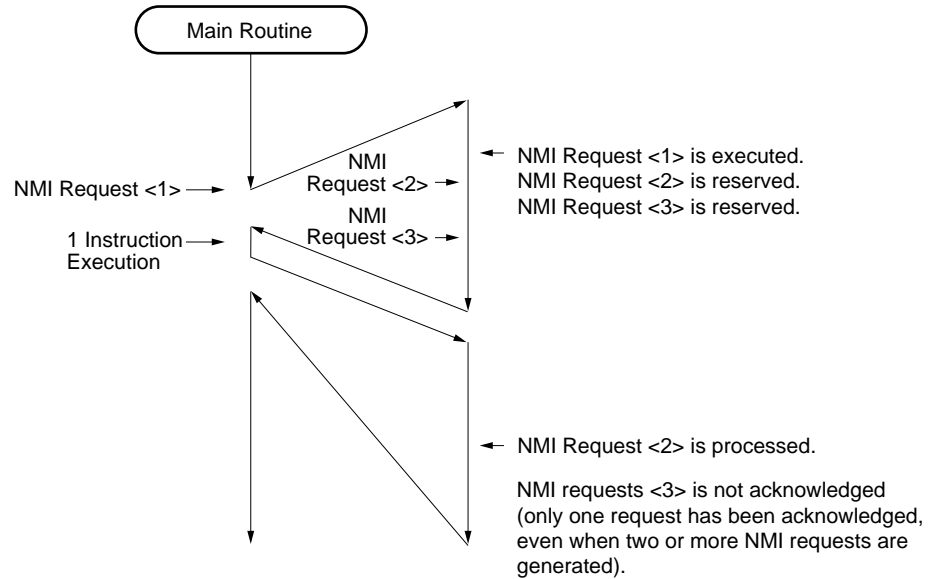 Main Routine
NMI Request <1>
NMI
Request <2>
NMI
Request <3>
1 Instruction
Execution
NMI Request <1> is executed.
NMI Request <2> is reserved.
NMI Request <3> is reserved.
NMI Request <2> is processed.
NMI requests <3> is not acknowledged
(only one request has been acknowledged,
even when two or more NMI requests are
generated).